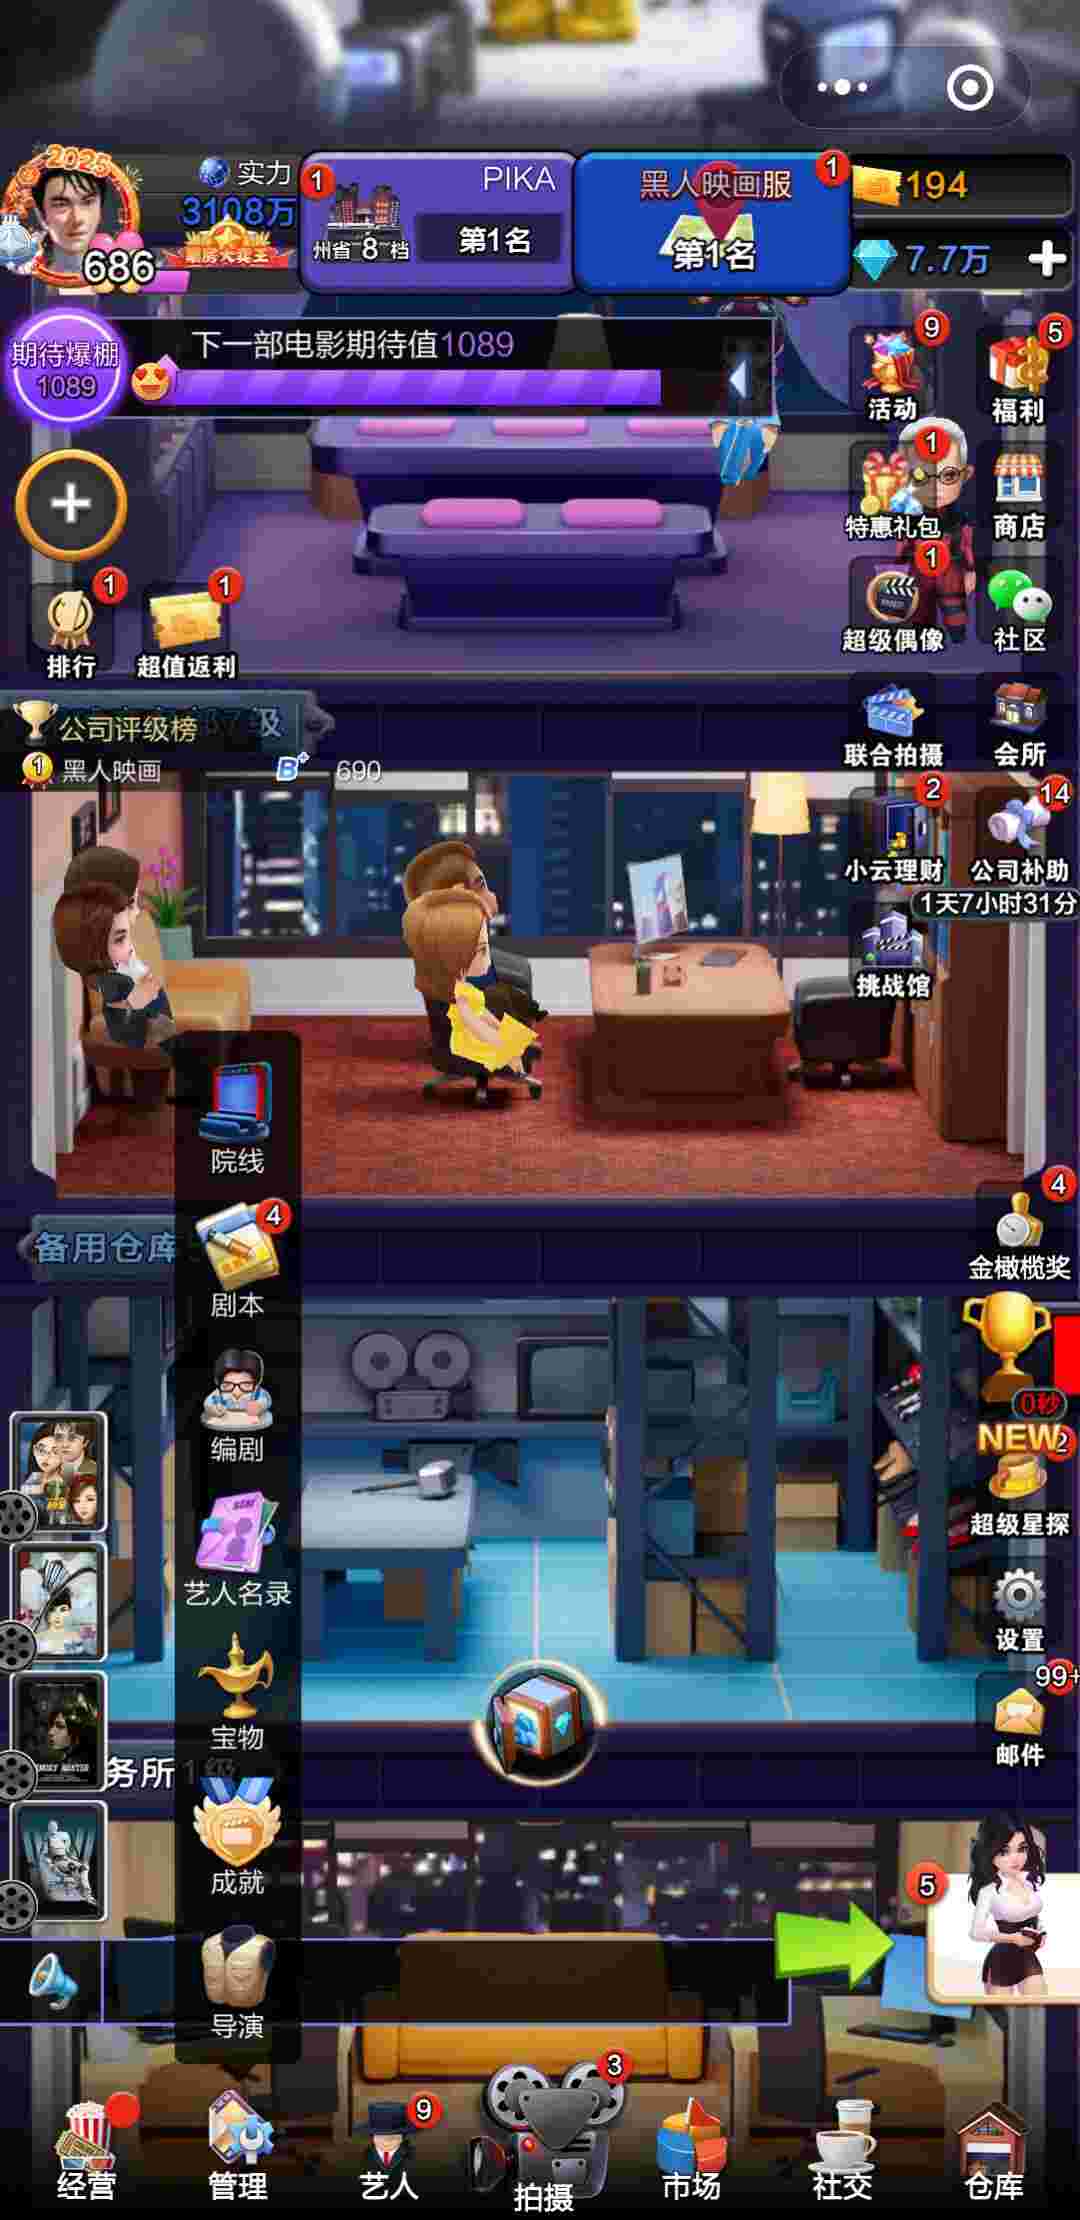 2025
实力
3108万
票房大卖王
686
1
PIKA
州省 8 档
第1名
黑人映画服
1
第1名
194
7.7万
期待爆棚
1089
下一部电影期待值1089
9
活动
5
福利
1
特惠礼包
商店
1
超级偶像
社区
1
排行
1
超值返利
公司评级榜
7级
1
黑人映画
B+
690
联合拍摄
会所
2
小云理财
14
公司补助
1天7小时31分
挑战馆
院线
备用仓库
4
剧本
4
金橄榄奖
0秒
编剧
NEW
2
超级星探
艺人名录
设置
宝物
务所1级
99+
邮件
成就
5
导演
经营
管理
9
艺人
3
拍摄
市场
社交
仓库